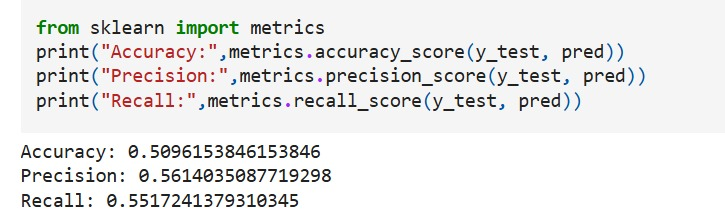 from sklearn import metrics
print("Accuracy:",metrics.accuracy_score(y_test, pred))
print("Precision:",metrics.precision_score(y_test, pred))
print("Recall:",metrics.recall_score(y_test, pred))
Accuracy: 0.5096153846153846
Precision: 0.5614035087719298
Recall: 0.5517241379310345